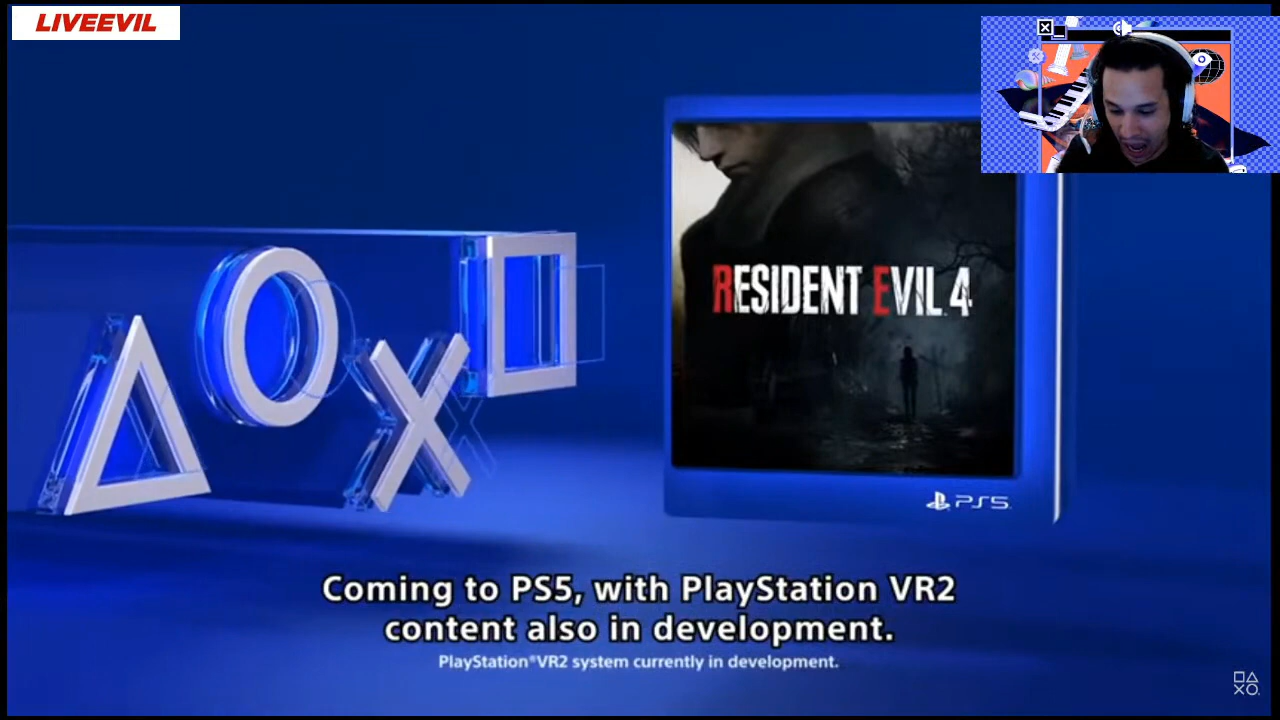 LIVEEVIL
RESIDENT EVIL 4
PS5
Coming to PS5, with PlayStation VR2
content also in development.
PlayStation®VR2 system currently in development.